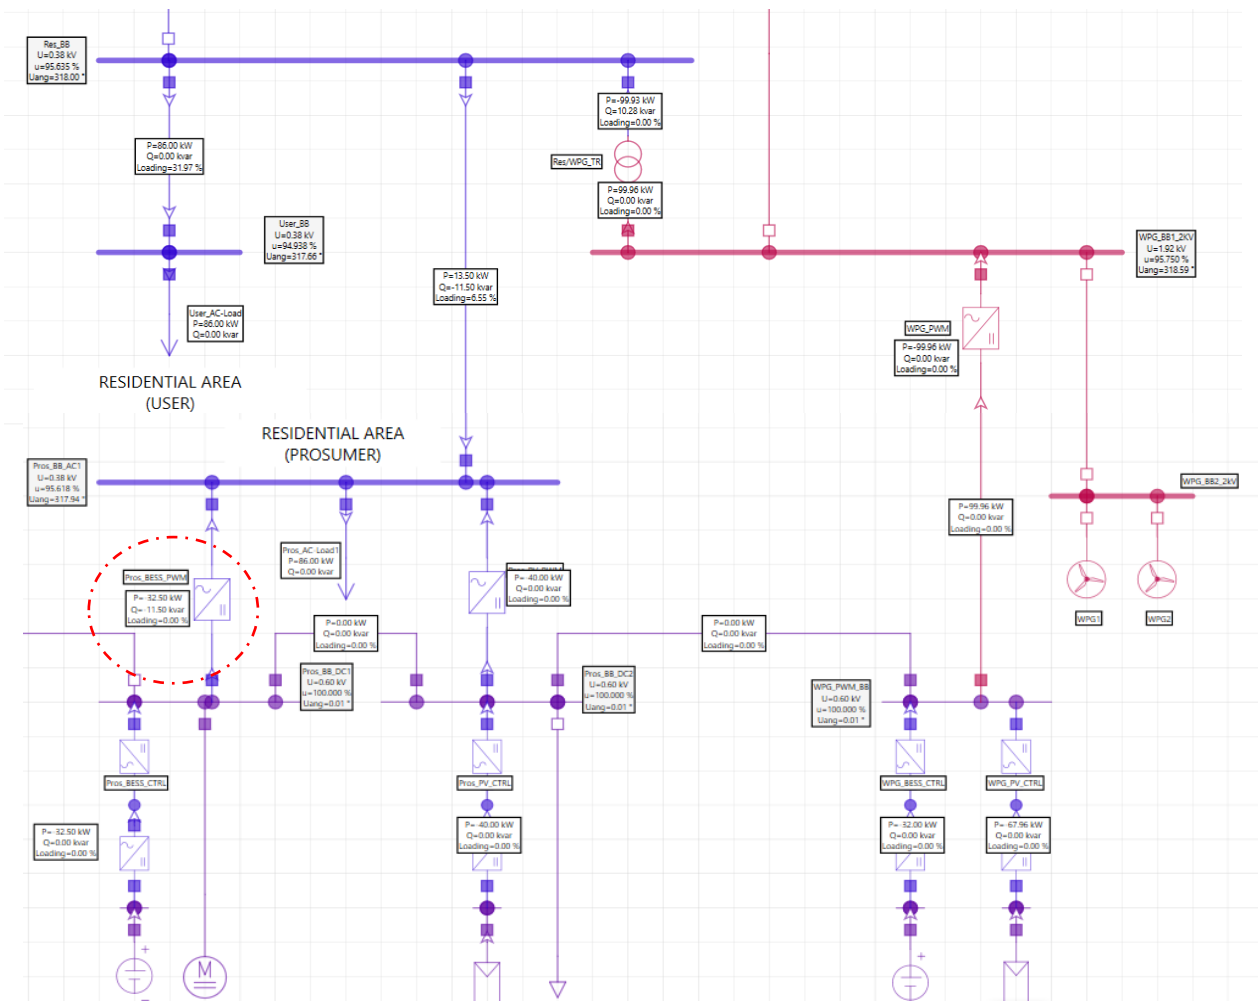 Res_BB
U=0.38 kV
u=95.635 %
Uang=318.00 °
P=-99.93 kW
Q=10.28 kvar
Loading=0.00 %
P=86.00 kW
Q=0.00 kvar
Loading=31.97 %
Res/WPG_TR
P=99.96 kW
Q=0.00 kvar
Loading=0.00 %
User_BB
U=0.38 kV
u=94.938 %
Uang=317.66 °
WPG_BB1_2KV
U=1.92 kV
u=95.750 %
Uang=318.59 °
P=13.50 kW
Q=-11.50 kvar
Loading=6.55 %
User_AC-Load
P=86.00 kW
Q=0.00 kvar
WPG_PWM
P=-99.96 kW
Q=0.00 kvar
Loading=0.00 %
RESIDENTIAL AREA
(USER)
RESIDENTIAL AREA
(PROSUMER)
Pros_BB_AC1
U=0.38 kV
u=95.618 %
Uang=317.94 °
WPG_BB2_2kV
P=99.96 kW
Q=0.00 kvar
Loading=0.00 %
Pros_AC-Load1
P=86.00 kW
Q=0.00 kvar
Pros_BESS_PWM
P=-32.50 kW
Q=-11.50 kvar
Loading=0.00 %
P=-40.00 kW
Q=0.00 kvar
Loading=0.00 %
WPG1
WPG2
P=0.00 kW
Q=0.00 kvar
Loading=0.00 %
P=0.00 kW
Q=0.00 kvar
Loading=0.00 %
Pros_BB_DC1
U=0.60 kV
u=100.000 %
Uang=0.01 °
Pros_BB_DC2
U=0.60 kV
u=100.000 %
Uang=0.01 °
WPG_PWM_BB
U=0.60 kV
u=100.000 %
Uang=0.01 °
Pros_BESS_CTRL
Pros_PV_CTRL
WPG_BESS_CTRL
WPG_PV_CTRL
P=-32.50 kW
Q=0.00 kvar
Loading=0.00 %
P=-40.00 kW
Q=0.00 kvar
Loading=0.00 %
P=-32.00 kW
Q=0.00 kvar
Loading=0.00 %
P=-67.96 kW
Q=0.00 kvar
Loading=0.00 %
M